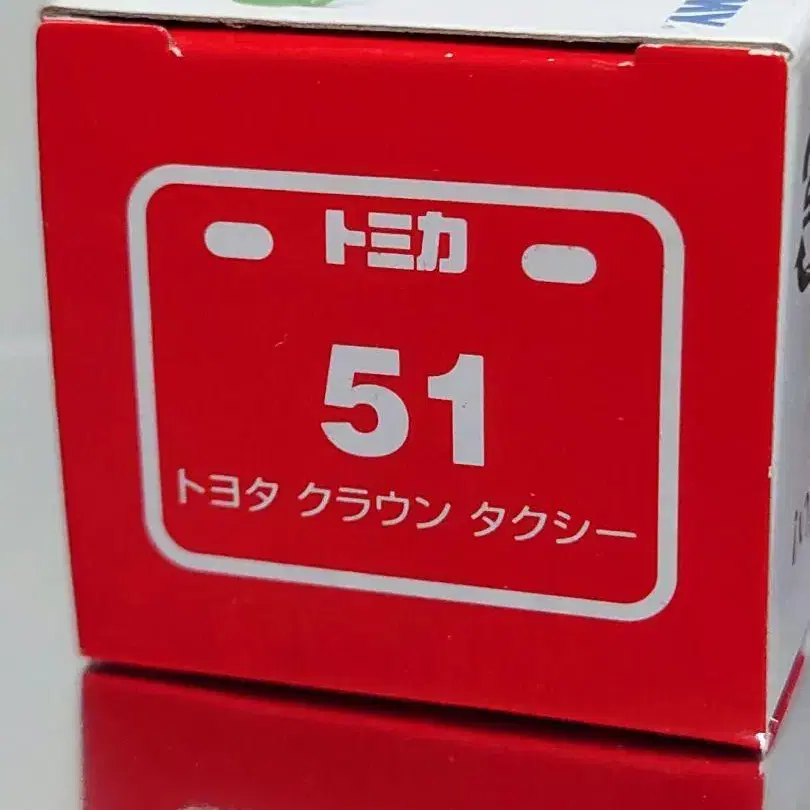 トミカ
51
トヨタ クラウン タクシー